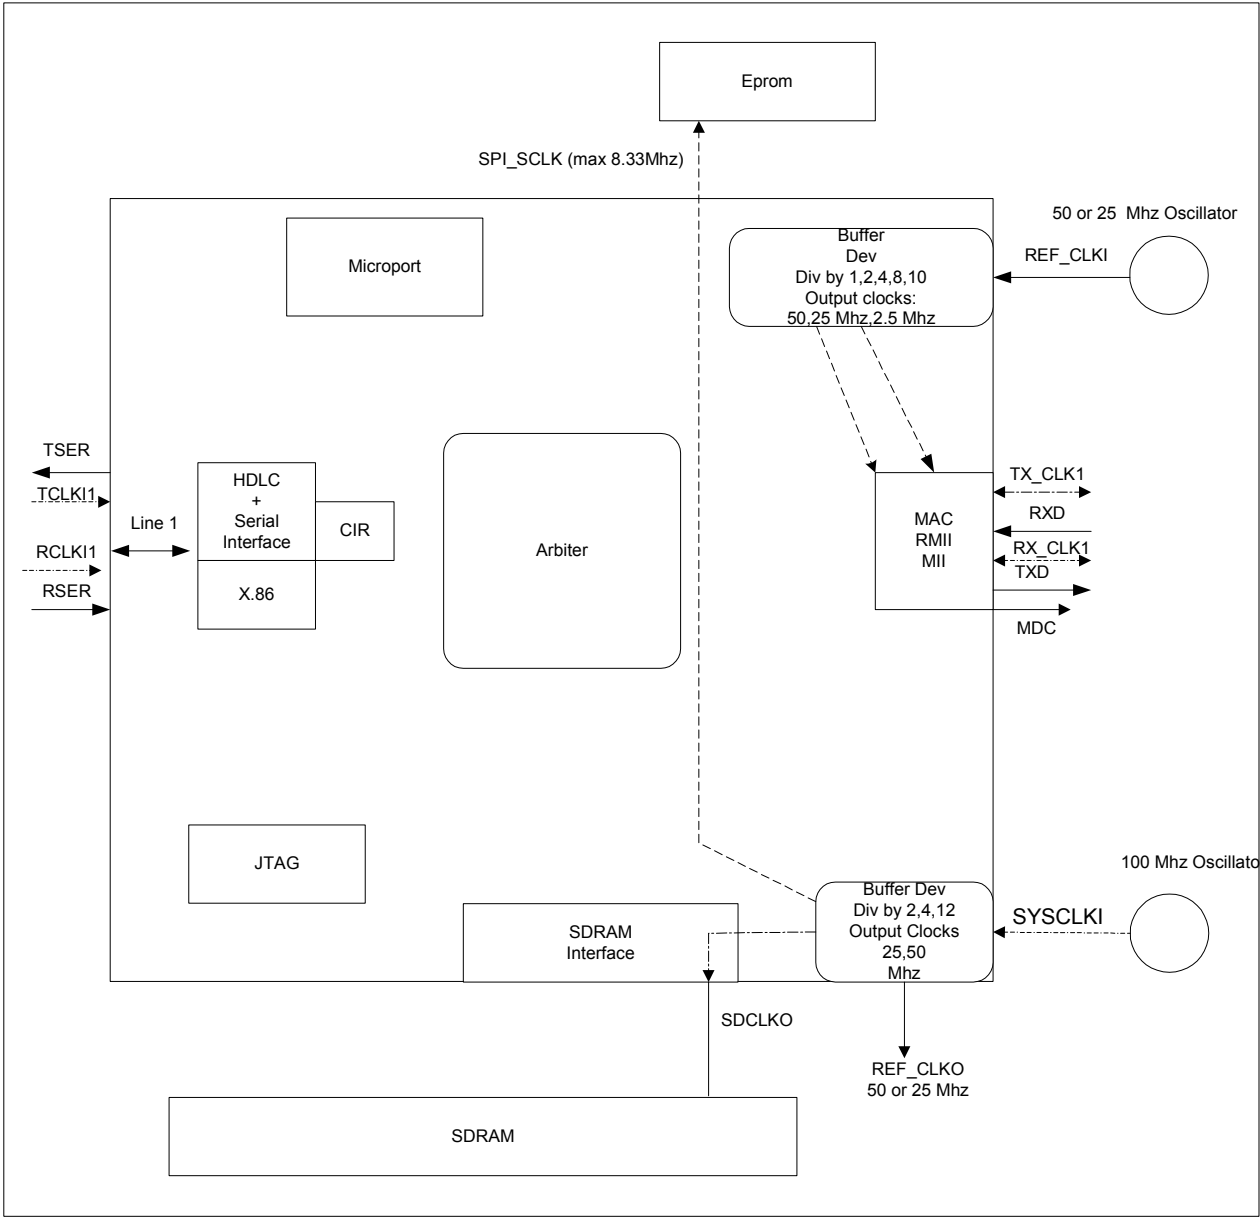 Eprom
SPI_SCLK (max 8.33Mhz)
50 or 25 Mhz Oscillator
REF_CLKI
Buffer
Dev
Div by 1,2,4,8,10
Output clocks:
50,25 Mhz,2.5 Mhz
Microport
TSER
TCLKI1
Line 1
RCLKI1
RSER
HDLC
+
Serial
Interface
CIR
X.86
Arbiter
MAC
RMII
MII
TX_CLK1
RXD
RX_CLK1
TXD
MDC
JTAG
SDRAM
Interface
Buffer Dev
Div by 2,4,12
Output Clocks
25,50
Mhz
100 Mhz Oscillato
SYSCLKI
SDCLKO
REF_CLKO
50 or 25 Mhz
SDRAM